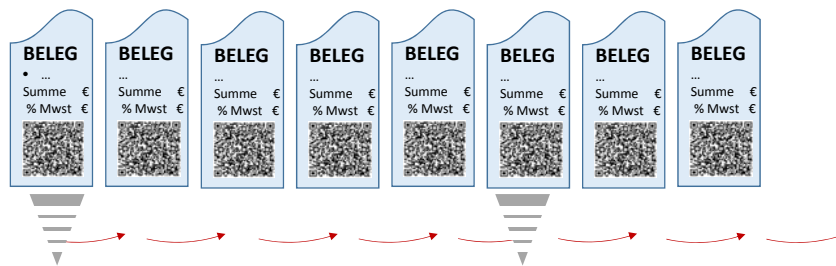 BELEG
• ...
Summe €
% Mwst €
BELEG
...
Summe €
% Mwst €
BELEG
...
Summe €
% Mwst €
BELEG
...
Summe €
% Mwst €
BELEG
...
Summe €
% Mwst €
BELEG
...
Summe €
% Mwst €
BELEG
...
Summe €
% Mwst €
BELEG
...
Summe €
% Mwst €